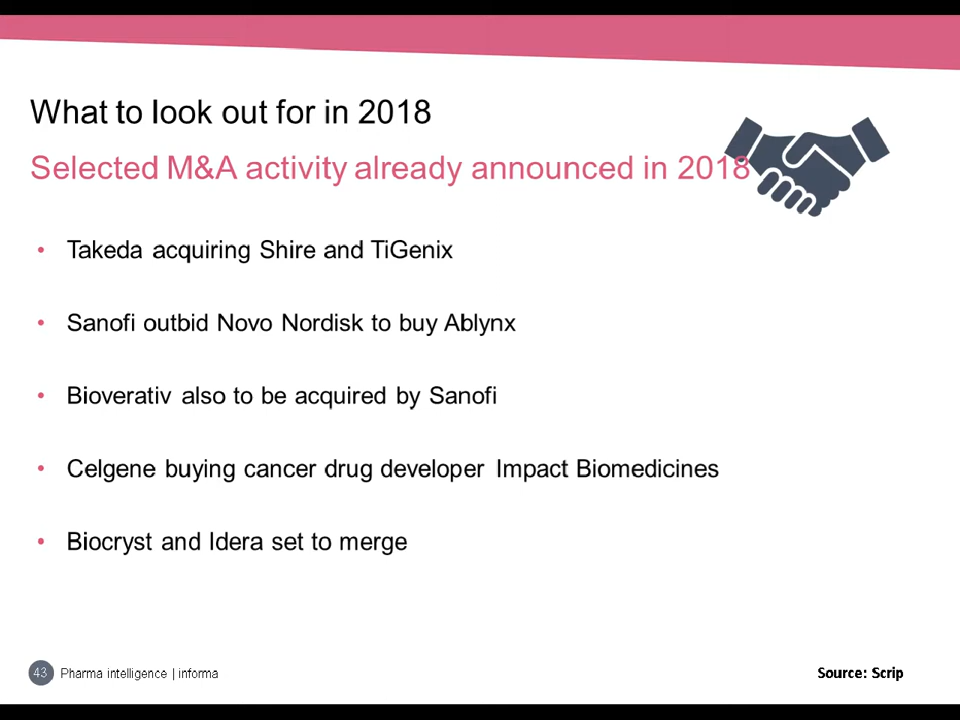 What to look out for in 2018
Selected M&A activity already announced in 2018
• Takeda acquiring Shire and TiGenix
• Sanofi outbid Novo Nordisk to buy Ablynx
• Bioverativ also to be acquired by Sanofi
• Celgene buying cancer drug developer Impact Biomedicines
• Biocryst and Idera set to merge
43 Pharma intelligence | informa
Source: Scrip